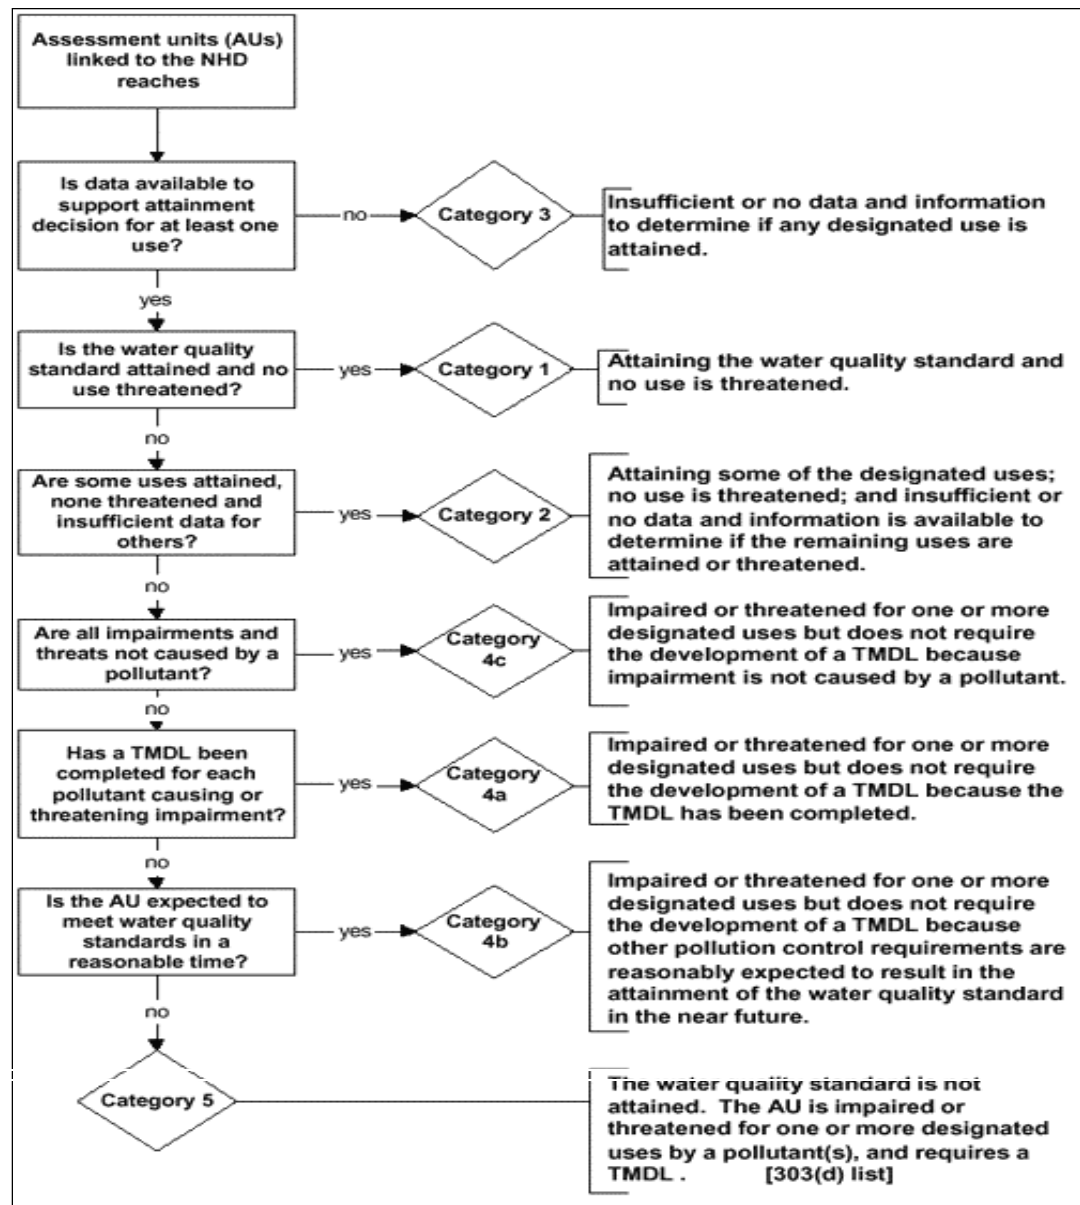 Assessment units (AUs)
linked to the NHD
reaches
Is data available to
support attainment
decision for at least one
use?
no
Category 3
Insufficient or no data and information
to determine if any designated use is
attained.
yes
Is the water quality
standard attained and no
use threatened?
yes
Category 1
Attaining the water quality standard and
no use is threatened.
no
Are some uses attained,
none threatened and
insufficient data for
others?
yes
Category 2
Attaining some of the designated uses;
no use is threatened; and insufficient or
no data and information is available to
determine if the remaining uses are
attained or threatened.
no
Are all impairments and
threats not caused by a
pollutant?
yes
Category
4c
Impaired or threatened for one or more
designated uses but does not require
the development of a TMDL because
impairment is not caused by a pollutant.
no
Has a TMDL been
completed for each
pollutant causing or
threatening impairment?
yes
Category
4a
Impaired or threatened for one or more
designated uses but does not require
the development of a TMDL because the
TMDL has been completed.
no
Is the AU expected to
meet water quality
standards in a
reasonable time?
yes
Category
4b
Impaired or threatened for one or more
designated uses but does not require
the development of a TMDL because
other pollution control requirements are
reasonably expected to result in the
attainment of the water quality standard
in the near future.
no
Category 5
The water quality standard is not
attained. The AU is impaired or
threatened for one or more designated
uses by a pollutant(s), and requires a
TMDL . [303(d) list]